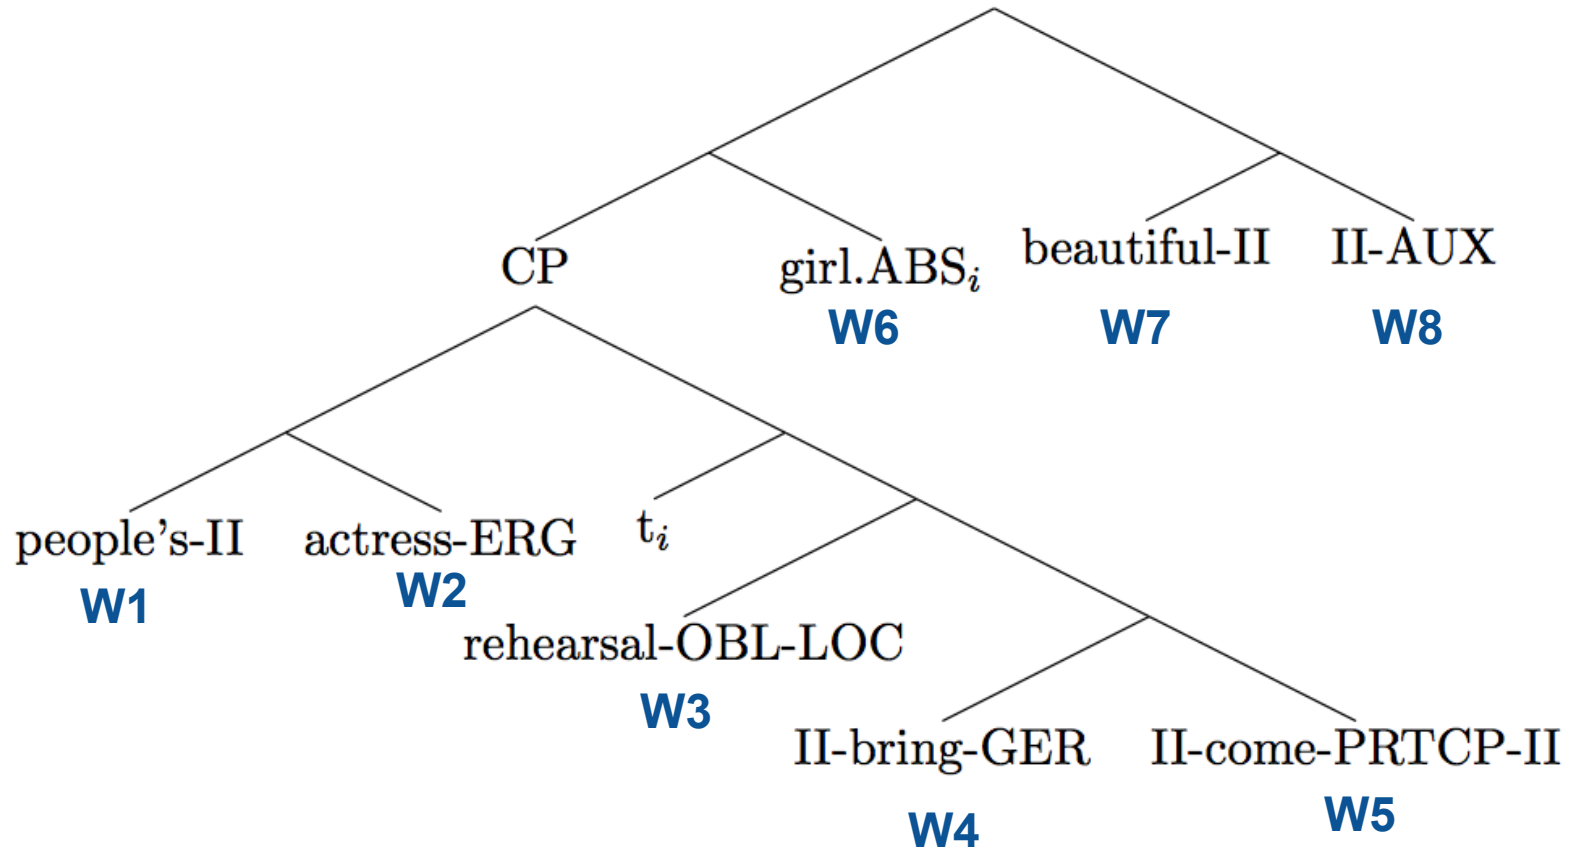 CP
girl.ABSi
beautiful-II
II-AUX
W6
W7
W8
people's-II
actress-ERG
ti
W1
W2
rehearsal-OBL-LOC
W3
II-bring-GER
II-come-PRTCP-II
W4
W5